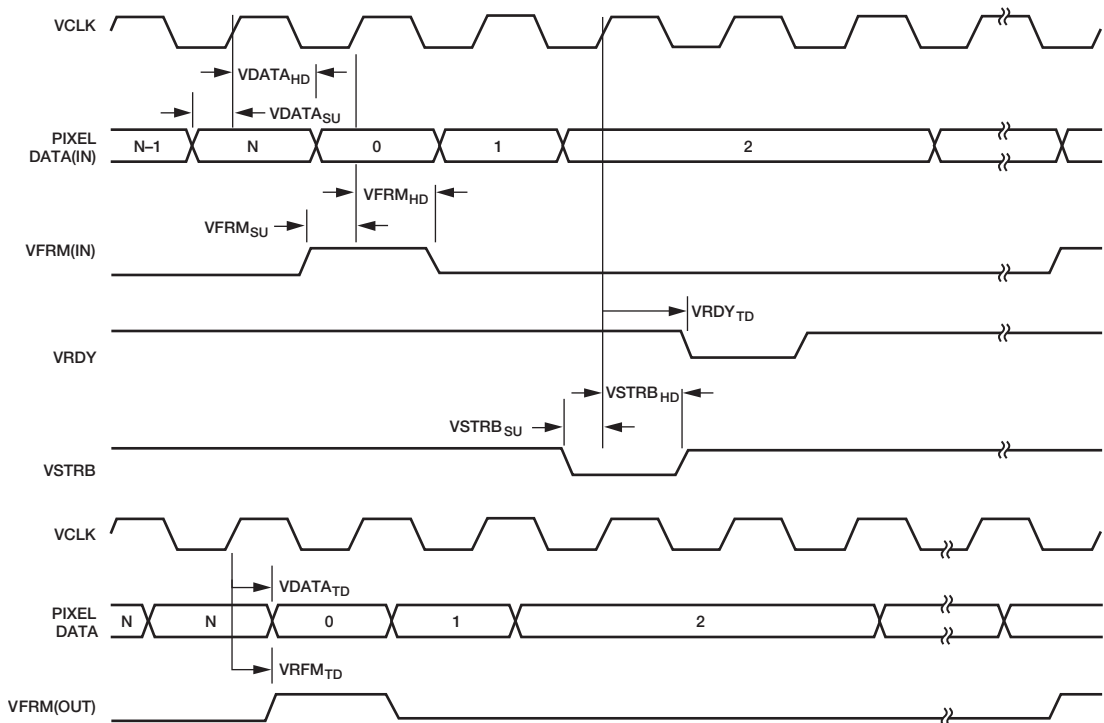 VCLK
VDATAHD
VDATASU
PIXEL
DATA(IN)
N–1
N
0
1
2
VFRMHD
VFRMSU
VFRM(IN)
VRDYTD
VRDY
VSTRBHD
VSTRBSU
VSTRB
VCLK
VDATATD
PIXEL
DATA
N
N
0
1
2
VRFMTD
VFRM(OUT)